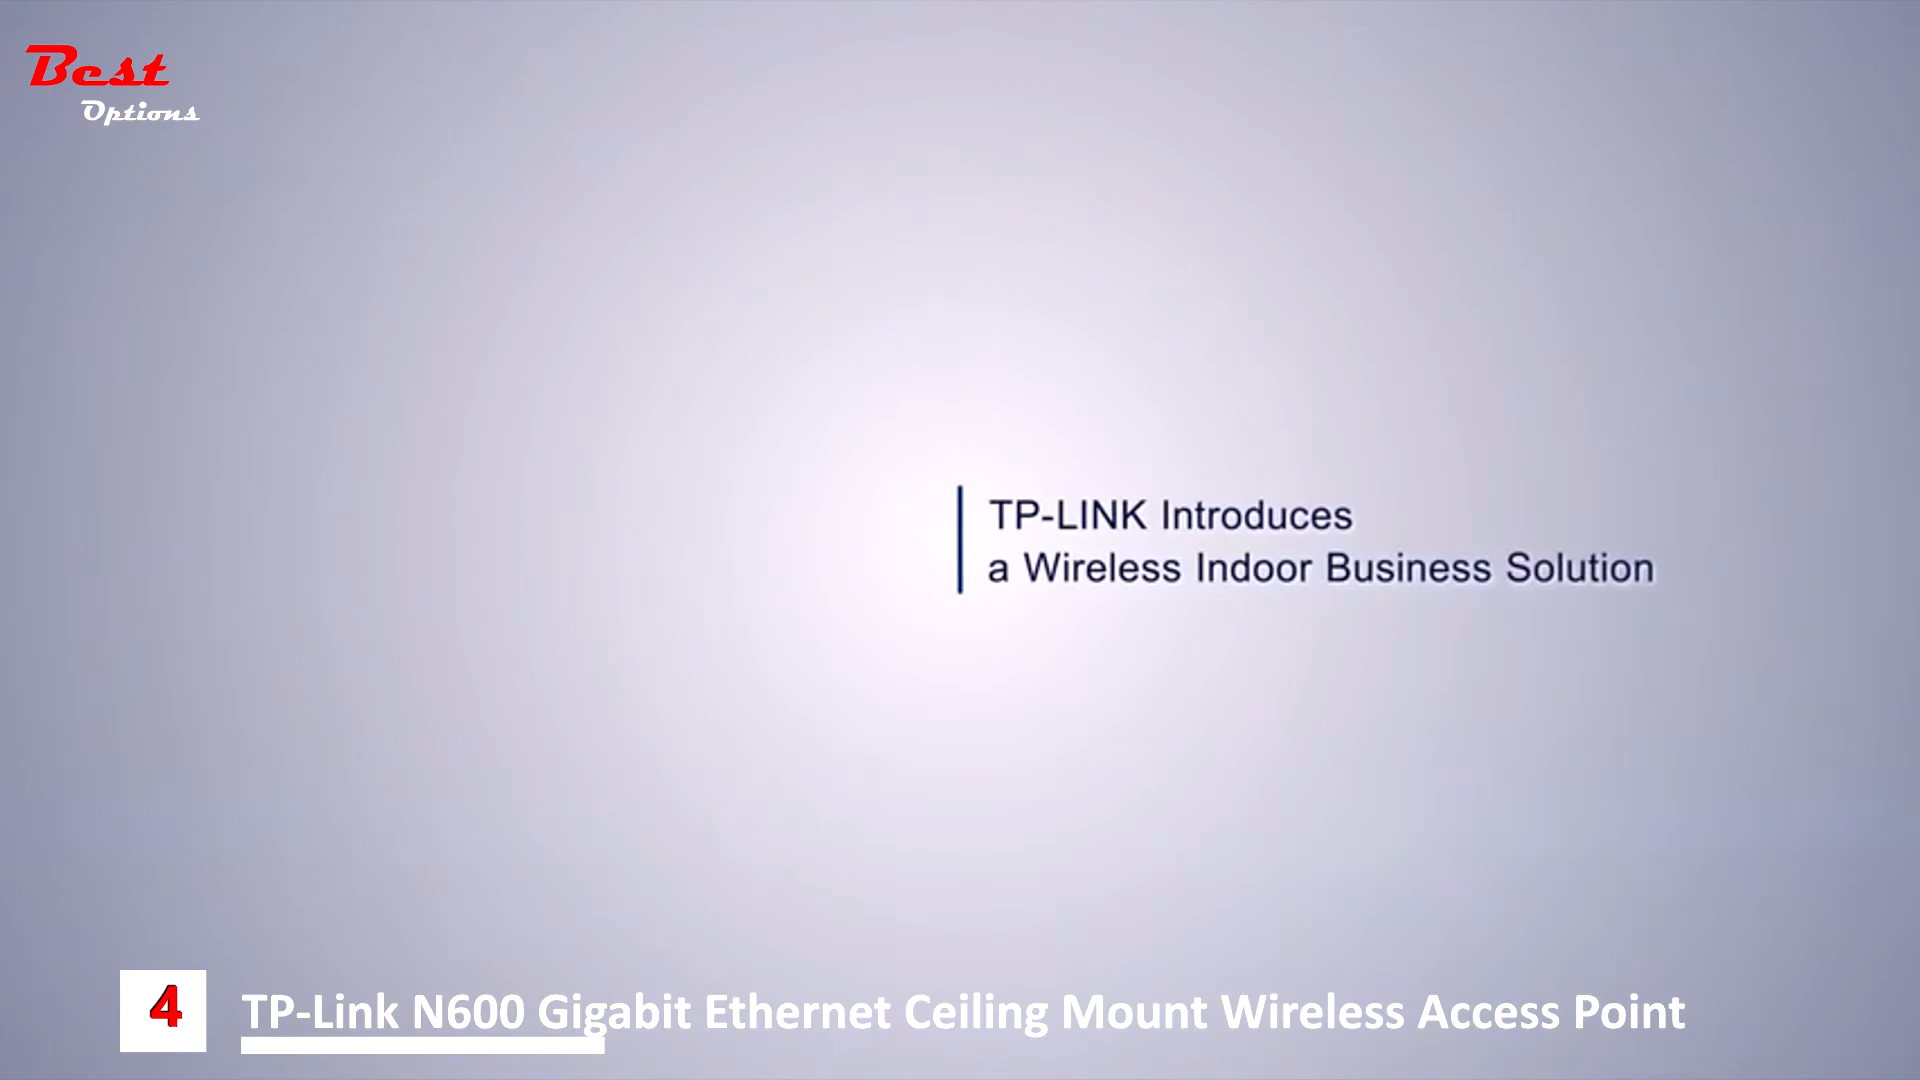 Best
Options
TP-LINK Introduces
a Wireless Indoor Business Solution
4
TP-Link N600 Gigabit Ethernet Ceiling Mount Wireless Access Point